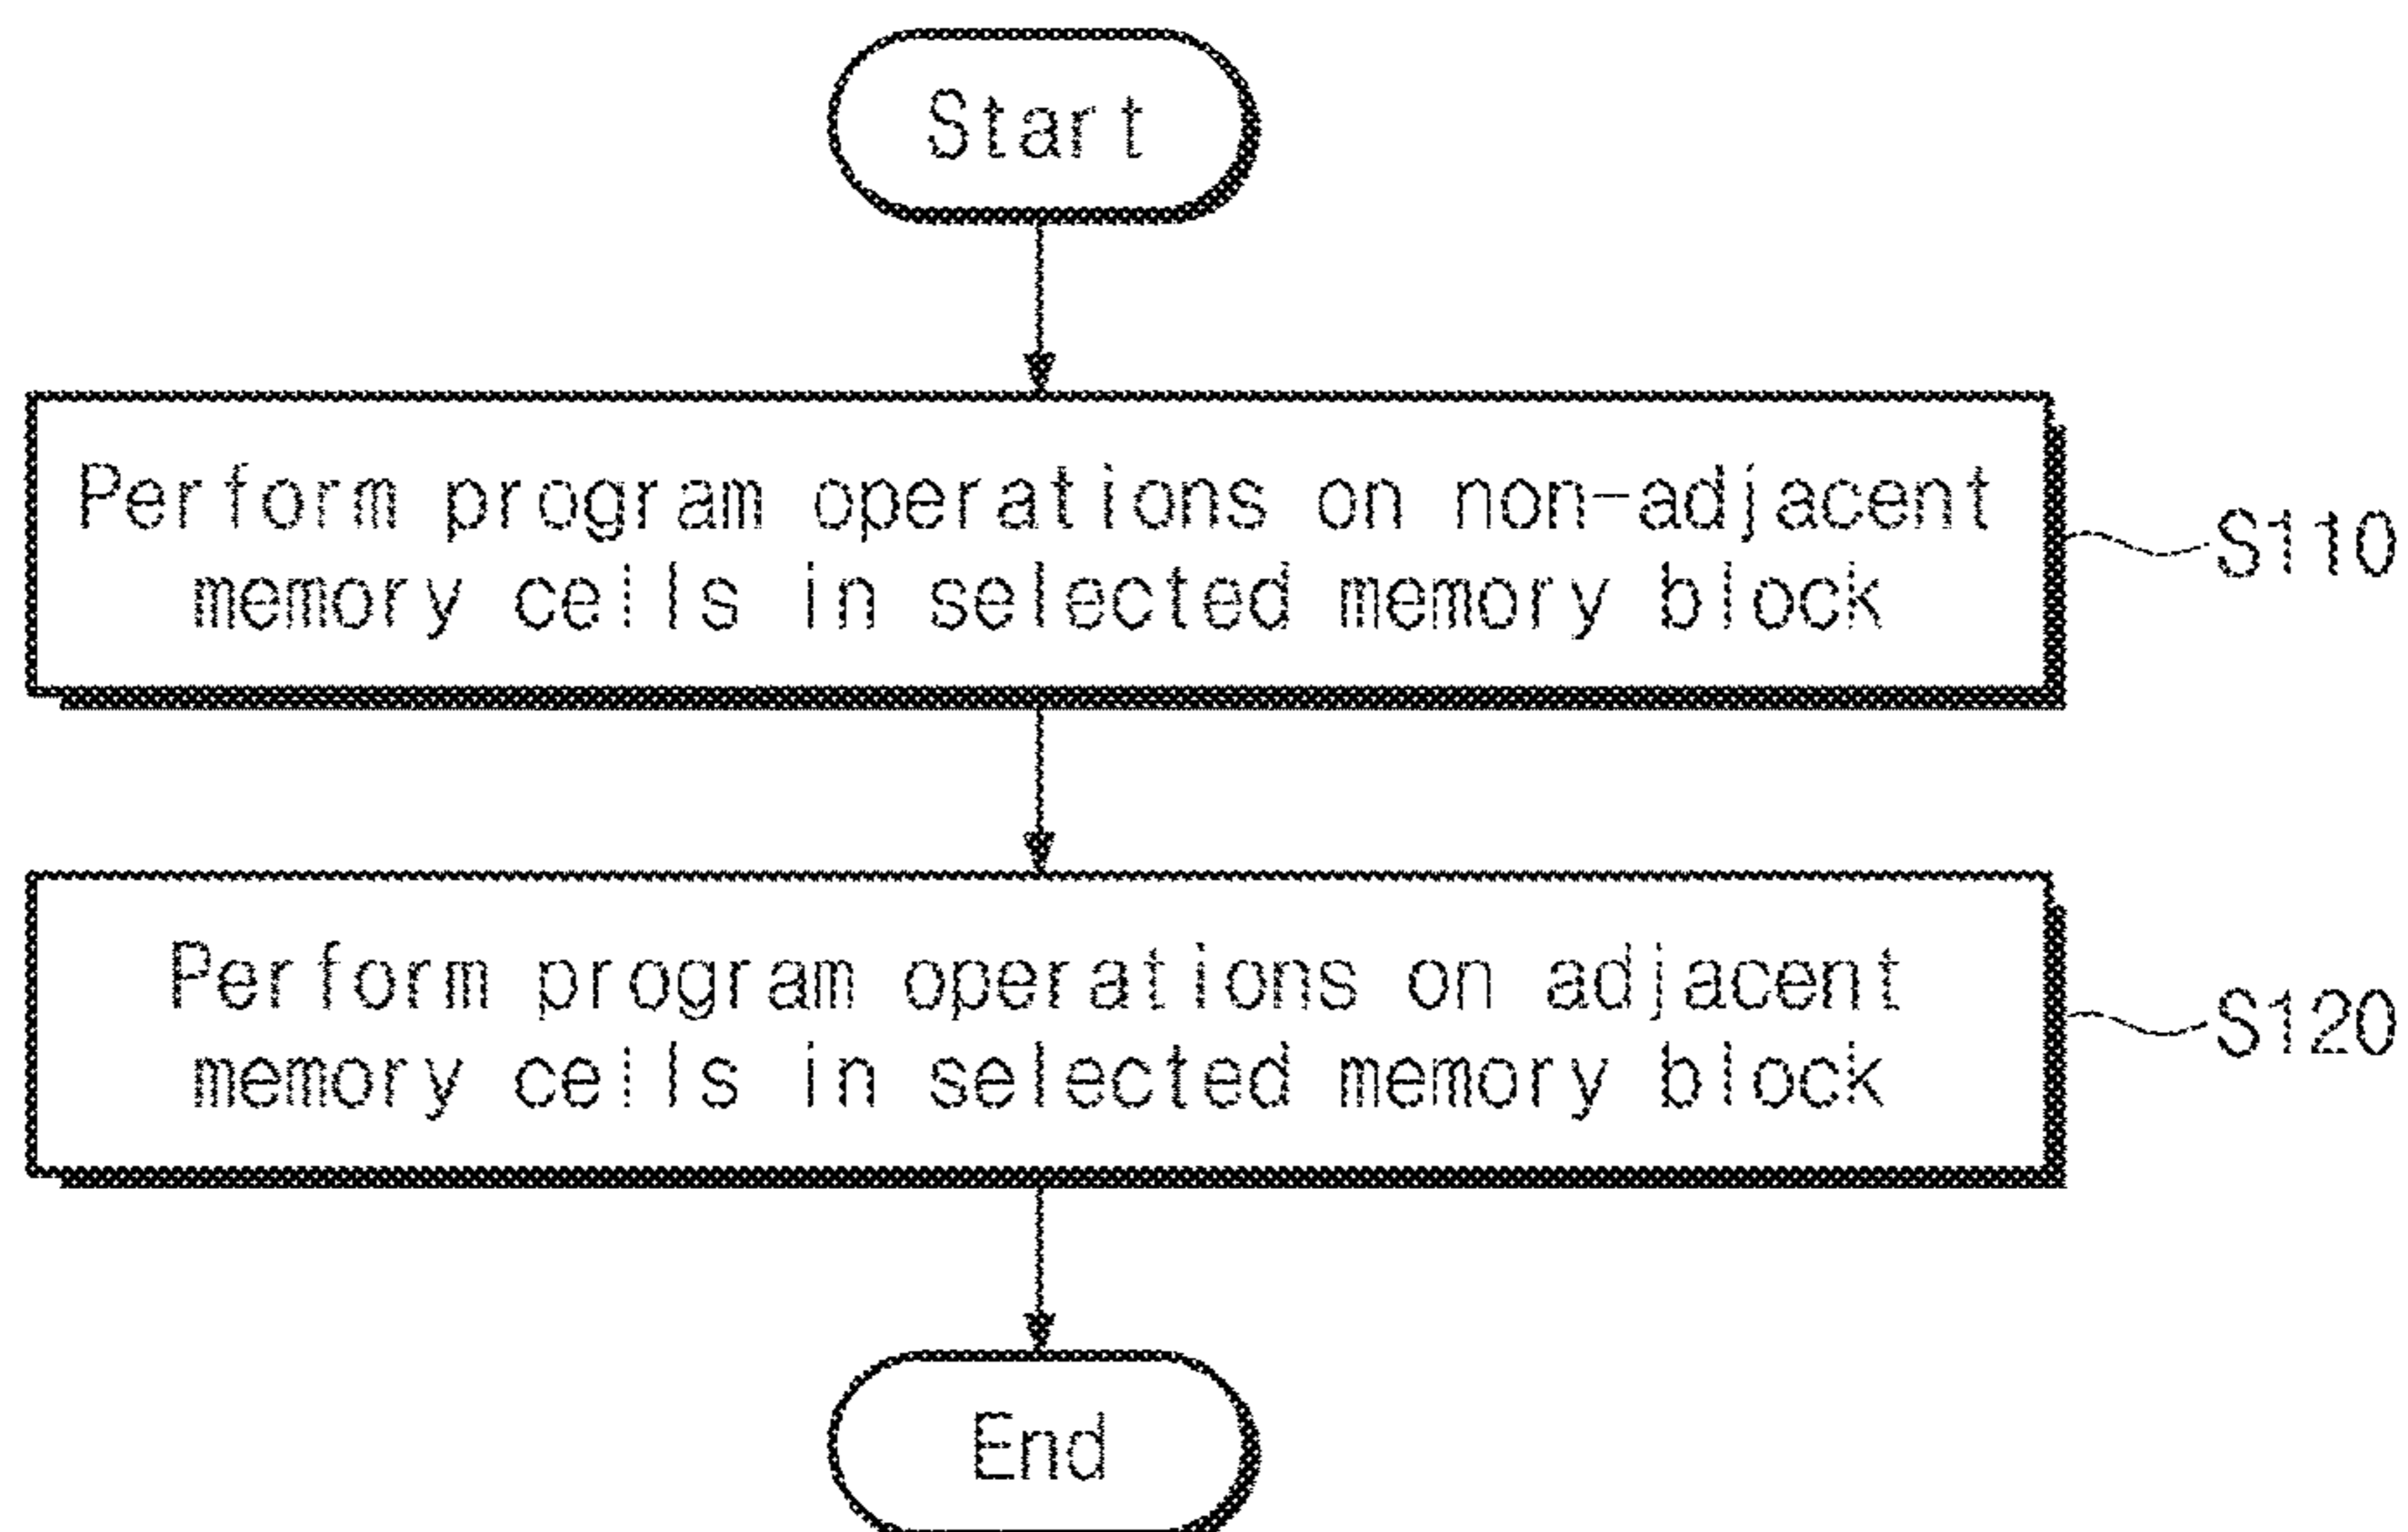 Start
Perform program operations on non-adjacent
memory cells in selected memory block
S110
Perform program operations on adjacent
memory cells in selected memory block
S120
End